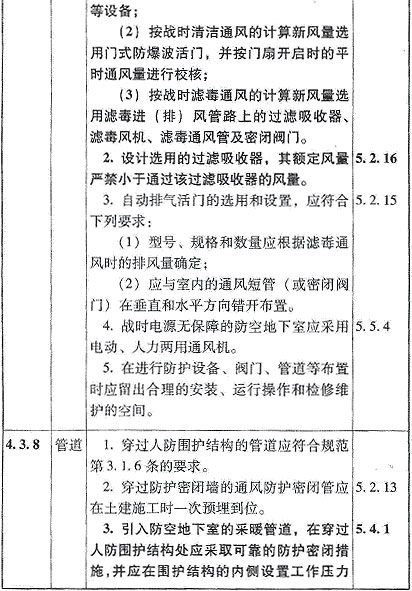 等设备；
（2）按战时清洁通风的计算新风量选
用门式防爆波活门，并按门扇开启时的平
时通风量进行校核；
（3）按战时滤毒通风的计算新风量选
用滤毒进（排）风管路上的过滤吸收器、
滤毒风机、滤毒通风管及密闭阀门。
2. 设计选用的过滤吸收器，其额定风量 5.2.16
严禁小于通过该过滤吸收器的风量。
3. 自动排气活门的选用和设置，应符合 5.2.15
下列要求：
（1）型号、规格和数量应根据滤毒通
风时的排风量确定；
（2）应与室内的通风短管（或密闭阀
门）在垂直和水平方向错开布置。
4. 战时电源无保障的防空地下室应采用 5.5.4
电动、人力两用通风机。
5. 在进行防护设备、阀门、管道等布置
时应留出合理的安装、运行操作和检修维
护的空间。
4.3.8 管道 1. 穿过人防围护结构的管道应符合规范
第 3.1.6 条的要求。
2. 穿过防护密闭墙的通风防护密闭管应 5.2.13
在土建施工时一次预埋到位。
3. 引入防空地下室的采暖管道，在穿过 5.4.1
人防围护结构处应采取可靠的防护密闭措
施，并应在围护结构的内侧设置工作压力